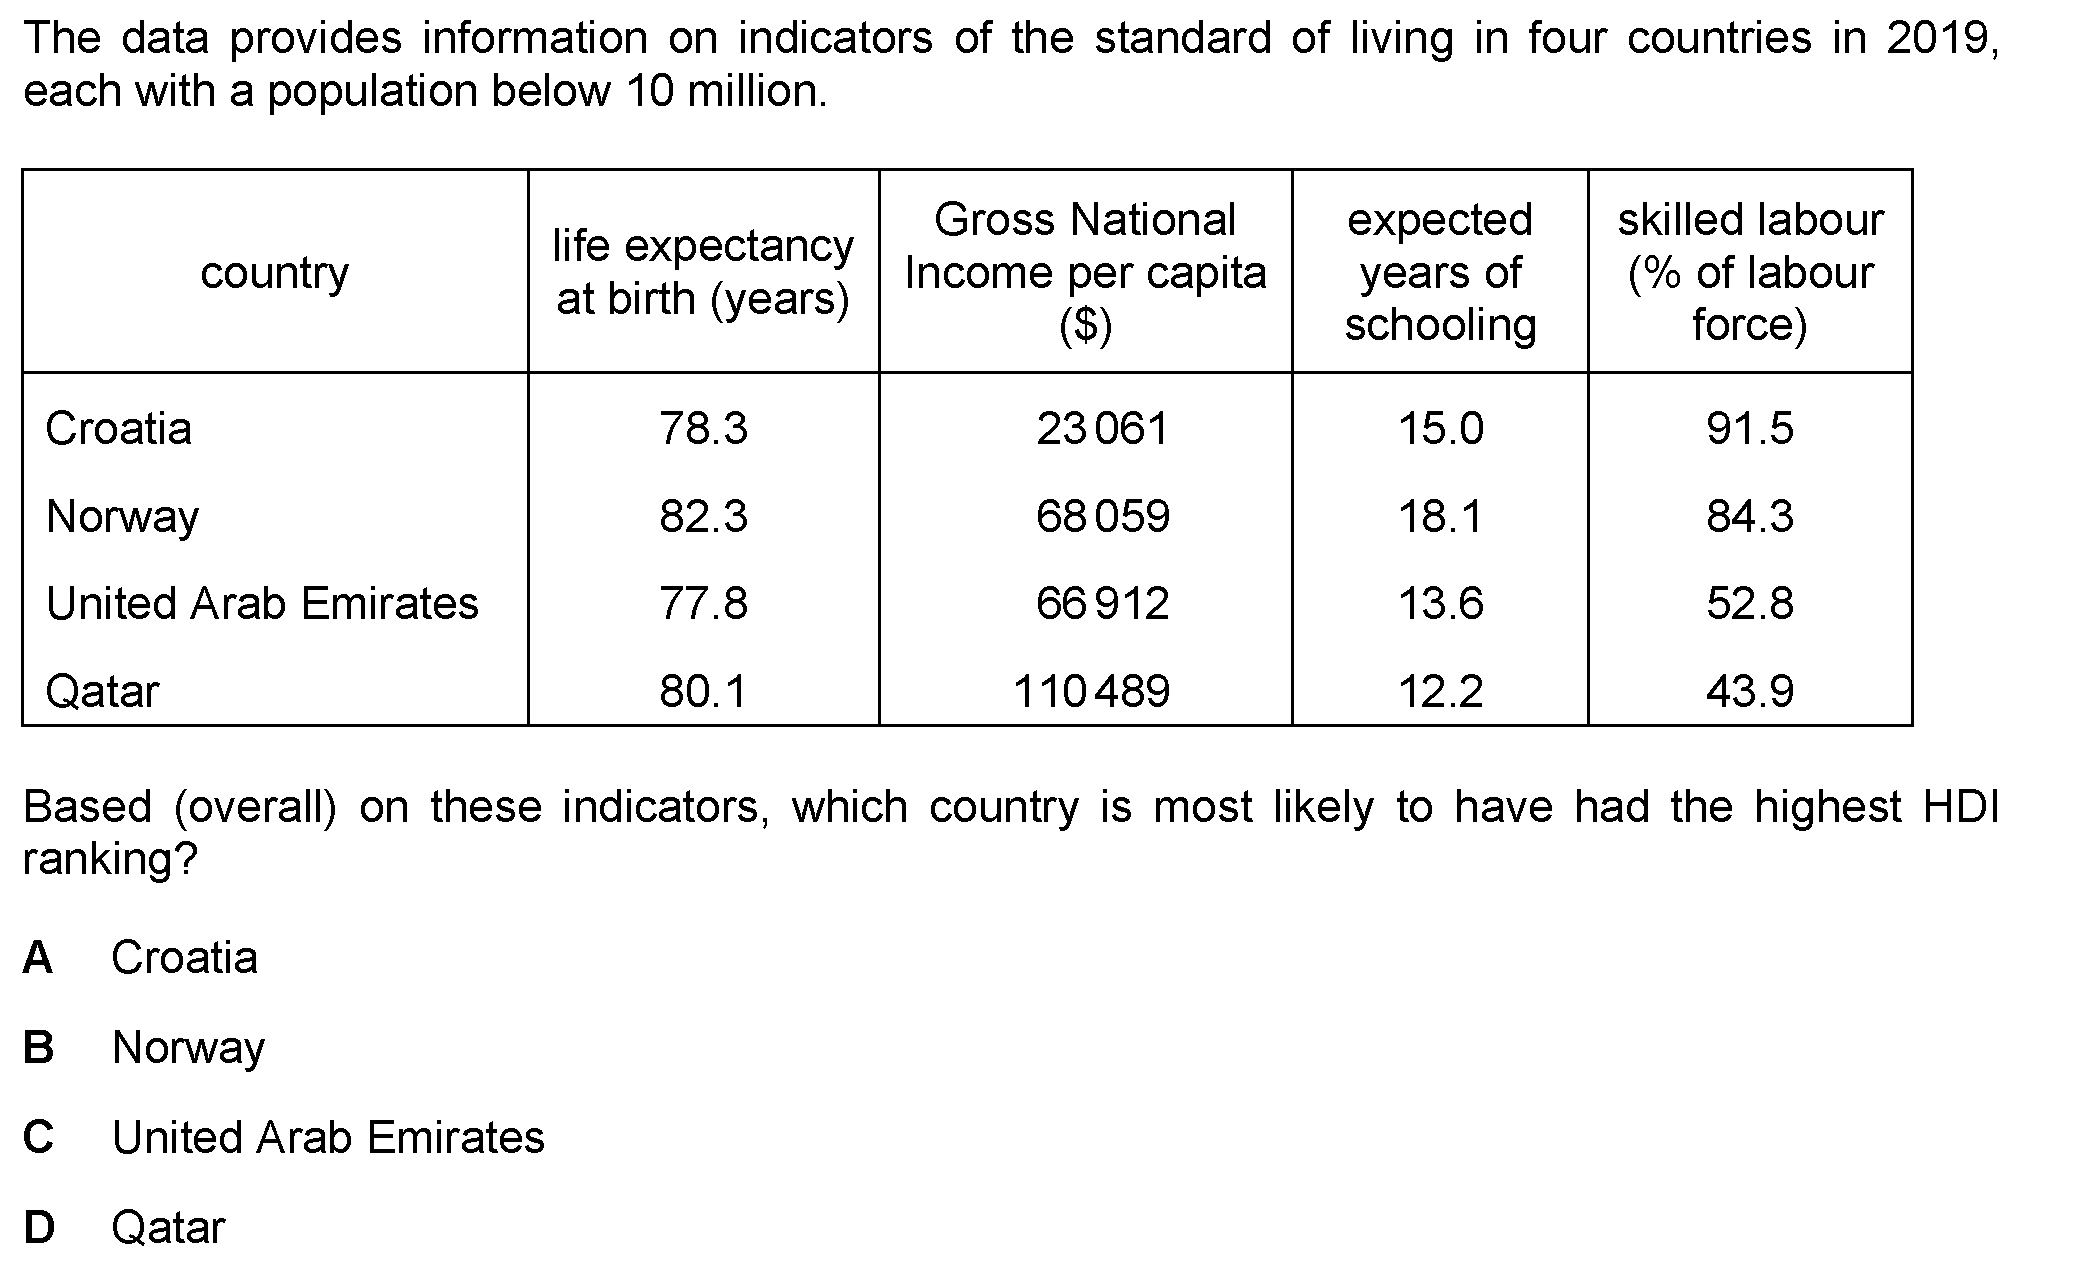 The data provides information on indicators of the standard of living in four countries in 2019,
each with a population below 10 million.
country
life expectancy
at birth (years)
Gross National
Income per capita
($)
expected
years of
schooling
skilled labour
(% of labour
force)
Croatia 78.3 23 061 15.0 91.5
Norway 82.3 68 059 18.1 84.3
United Arab Emirates 77.8 66 912 13.6 52.8
Qatar 80.1 110 489 12.2 43.9
Based (overall) on these indicators, which country is most likely to have had the highest HDI
ranking?
A Croatia
B Norway
C United Arab Emirates
D Qatar